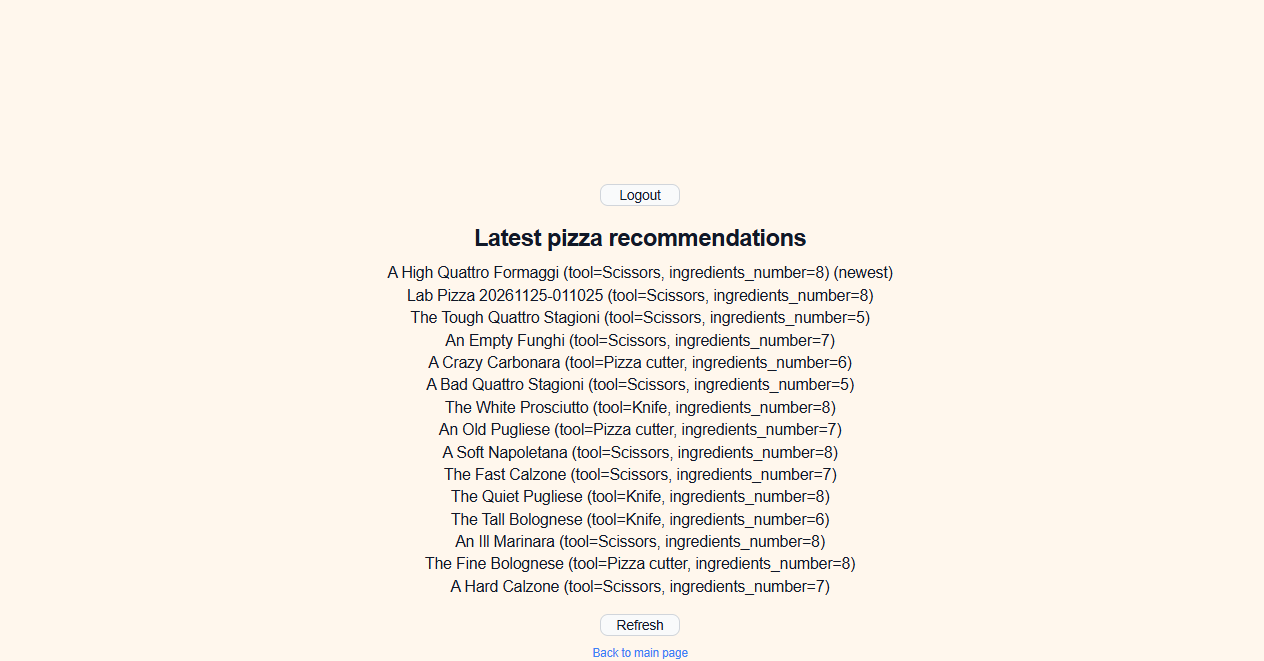 Logout
Latest pizza recommendations
A High Quattro Formaggi (tool=Scissors, ingredients_number=8) (newest)
Lab Pizza 20261125-011025 (tool=Scissors, ingredients_number=8)
The Tough Quattro Stagioni (tool=Scissors, ingredients_number=5)
An Empty Funghi (tool=Scissors, ingredients_number=7)
A Crazy Carbonara (tool=Pizza cutter, ingredients_number=6)
A Bad Quattro Stagioni (tool=Scissors, ingredients_number=5)
The White Prosciutto (tool=Knife, ingredients_number=8)
An Old Pugliese (tool=Pizza cutter, ingredients_number=7)
A Soft Napoletana (tool=Scissors, ingredients_number=8)
The Fast Calzone (tool=Scissors, ingredients_number=7)
The Quiet Pugliese (tool=Knife, ingredients_number=8)
The Tall Bolognese (tool=Knife, ingredients_number=6)
An Ill Marinara (tool=Scissors, ingredients_number=8)
The Fine Bolognese (tool=Pizza cutter, ingredients_number=8)
A Hard Calzone (tool=Scissors, ingredients_number=7)
Refresh
Back to main page